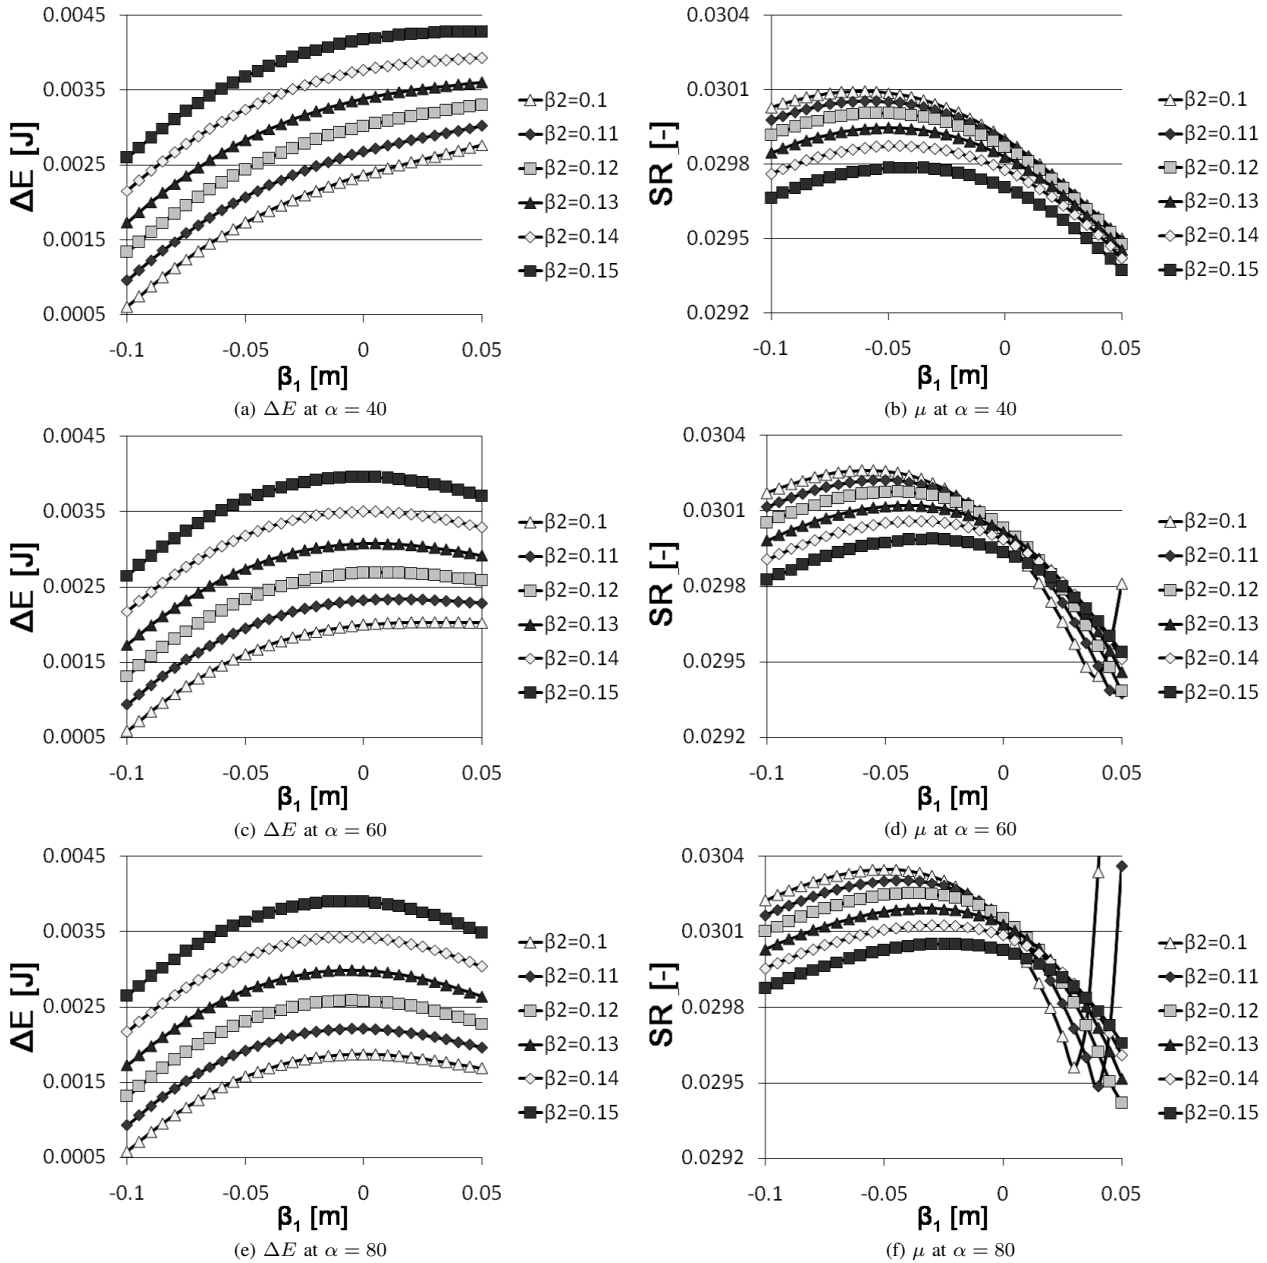 0.0045
0.0035
0.0025
0.0015
0.0005
ΔE [J]
-0.1 -0.05 0 0.05
β₁ [m]
β2=0.1
β2=0.11
β2=0.12
β2=0.13
β2=0.14
β2=0.15
(a) ΔE at α = 40
0.0304
0.0301
0.0298
0.0295
0.0292
SR [-]
-0.1 -0.05 0 0.05
β₁ [m]
β2=0.1
β2=0.11
β2=0.12
β2=0.13
β2=0.14
β2=0.15
(b) μ at α = 40
0.0045
0.0035
0.0025
0.0015
0.0005
ΔE [J]
-0.1 -0.05 0 0.05
β₁ [m]
β2=0.1
β2=0.11
β2=0.12
β2=0.13
β2=0.14
β2=0.15
(c) ΔE at α = 60
0.0304
0.0301
0.0298
0.0295
0.0292
SR [-]
-0.1 -0.05 0 0.05
β₁ [m]
β2=0.1
β2=0.11
β2=0.12
β2=0.13
β2=0.14
β2=0.15
(d) μ at α = 60
0.0045
0.0035
0.0025
0.0015
0.0005
ΔE [J]
-0.1 -0.05 0 0.05
β₁ [m]
β2=0.1
β2=0.11
β2=0.12
β2=0.13
β2=0.14
β2=0.15
(e) ΔE at α = 80
0.0304
0.0301
0.0298
0.0295
0.0292
SR [-]
-0.1 -0.05 0 0.05
β₁ [m]
β2=0.1
β2=0.11
β2=0.12
β2=0.13
β2=0.14
β2=0.15
(f) μ at α = 80